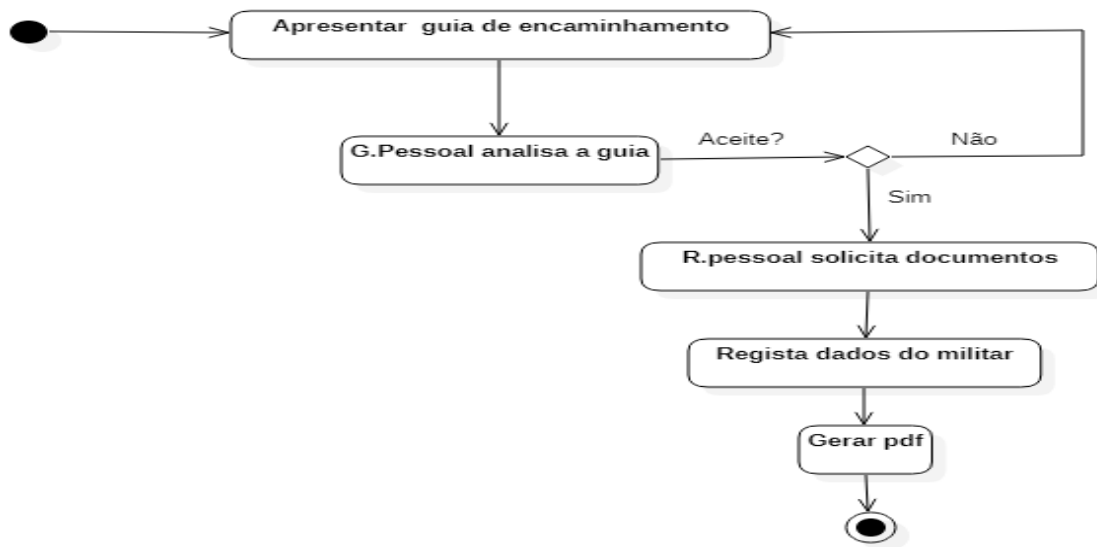 Apresentar  guia de encaminhamento
G.Pessoal analisa a guia
Aceite?
Não
Sim
R.pessoal solicita documentos
Regista dados do militar
Gerar pdf